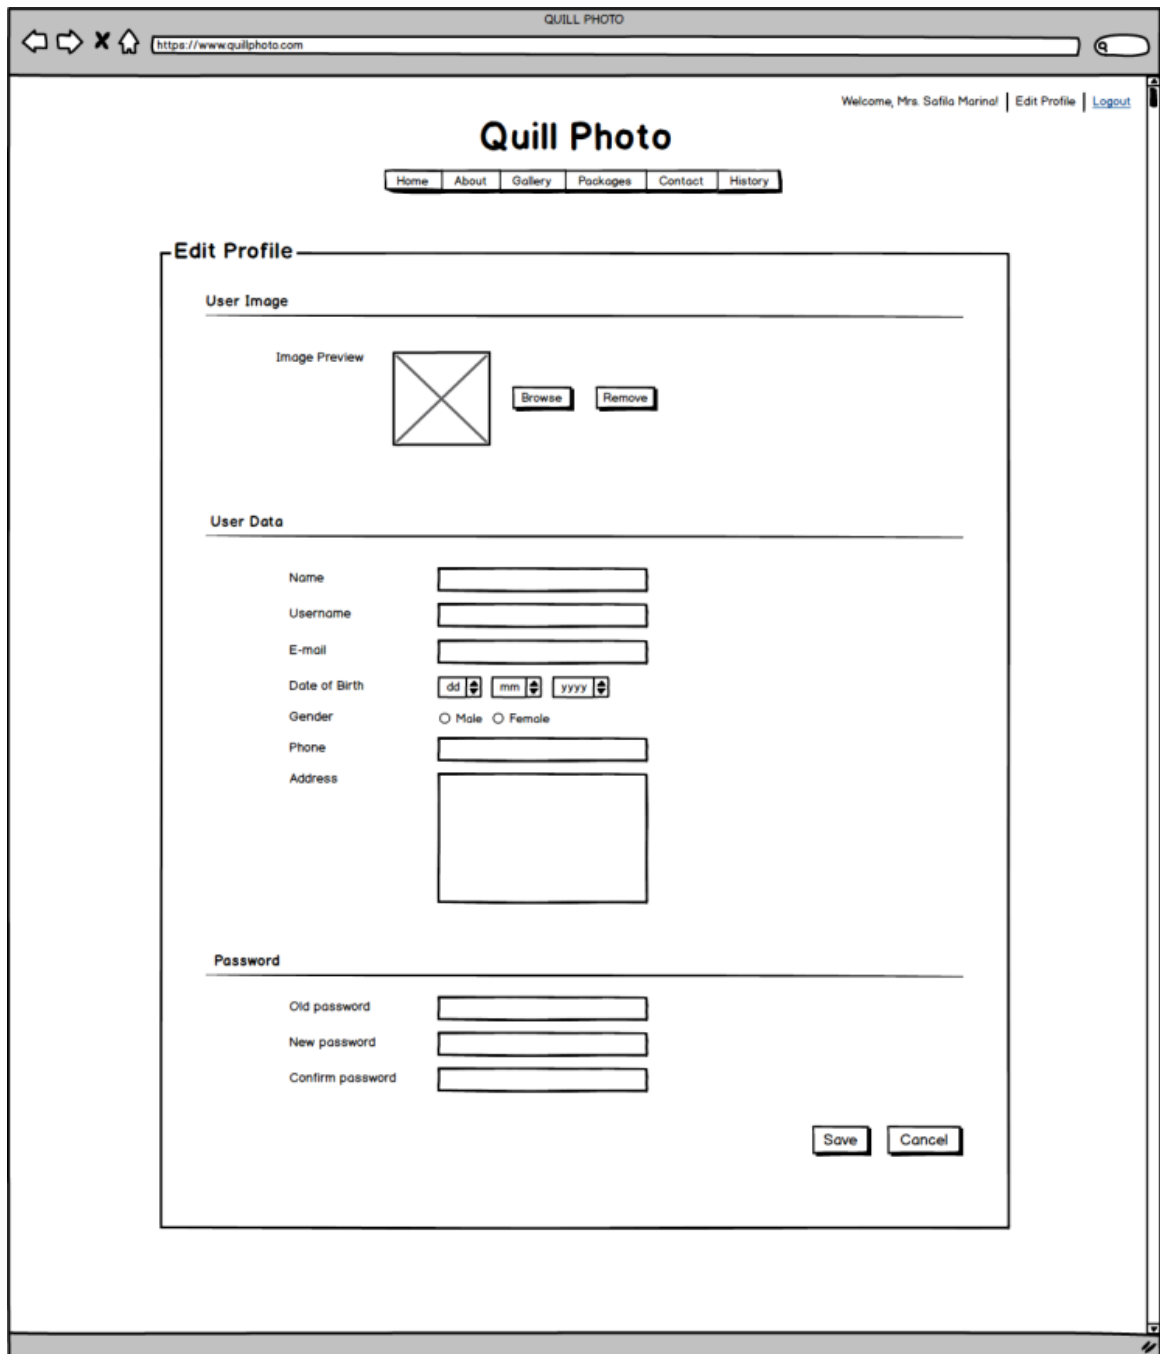 QUILL PHOTO
https://www.quillphoto.com
Welcome, Mrs. Safila Marina! Edit Profile Logout
Quill Photo
Home About Gallery Packages Contact History
Edit Profile
User Image
Image Preview
Browse Remove
User Data
Name
Username
E-mail
Date of Birth dd mm yyyy
Gender Male Female
Phone
Address
Password
Old password
New password
Confirm password
Save Cancel